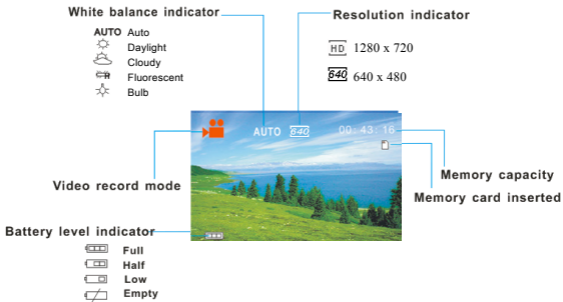 White balance indicator
AUTO Auto
Daylight
Cloudy
Fluorescent
Bulb
Resolution indicator
HD 1280 x 720
640 640 x 480
AUTO 640 00:43:16
Video record mode
Memory capacity
Memory card inserted
Battery level indicator
Full
Half
Low
Empty